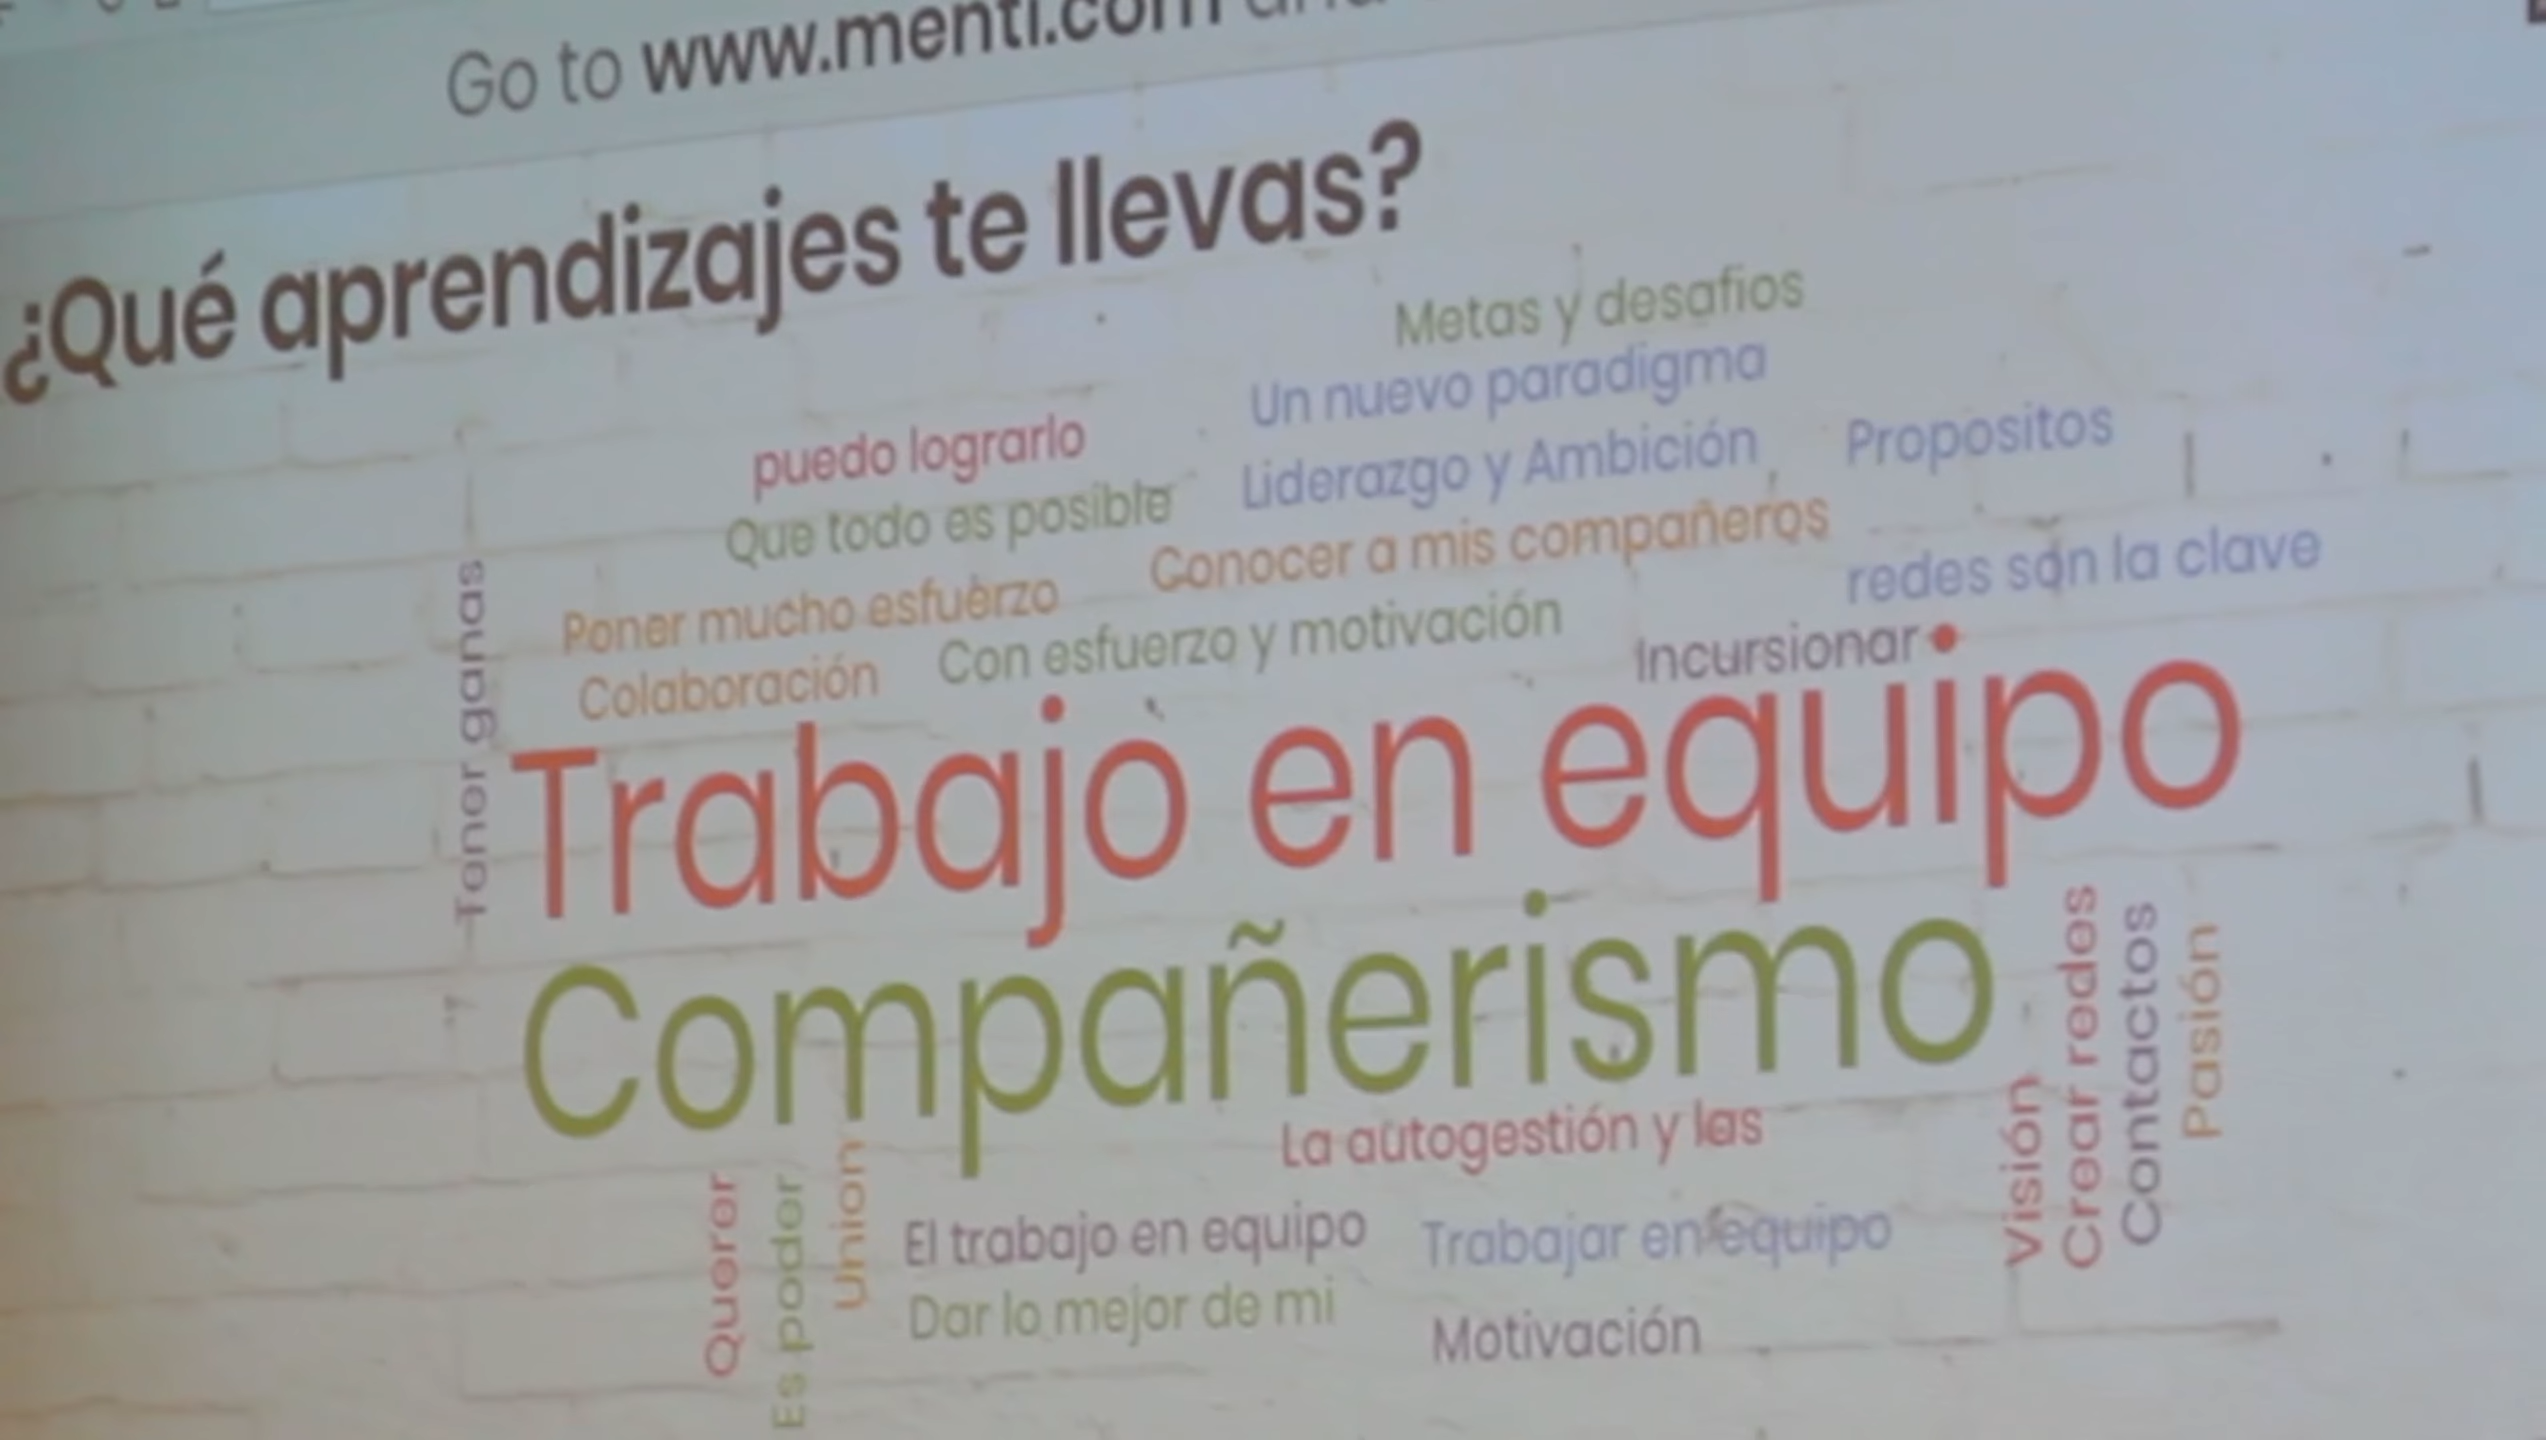 Go to www.menti.com and
¿Qué aprendizajes te llevas?
Metas y desafios
Un nuevo paradigma
puedo lograrlo
Liderazgo y Ambición
Propositos
Que todo es posible
Conocer a mis compañeros
redes son la clave
Poner mucho esfuerzo
Con esfuerzo y motivación
Incursionar
Colaboración
Tener ganas
Trabajo en equipo
Compañerismo
La autogestión y las
Visión
Crear redes
Contactos
Pasión
Querer
Es poder
Union
El trabajo en equipo
Trabajar en equipo
Dar lo mejor de mi
Motivación